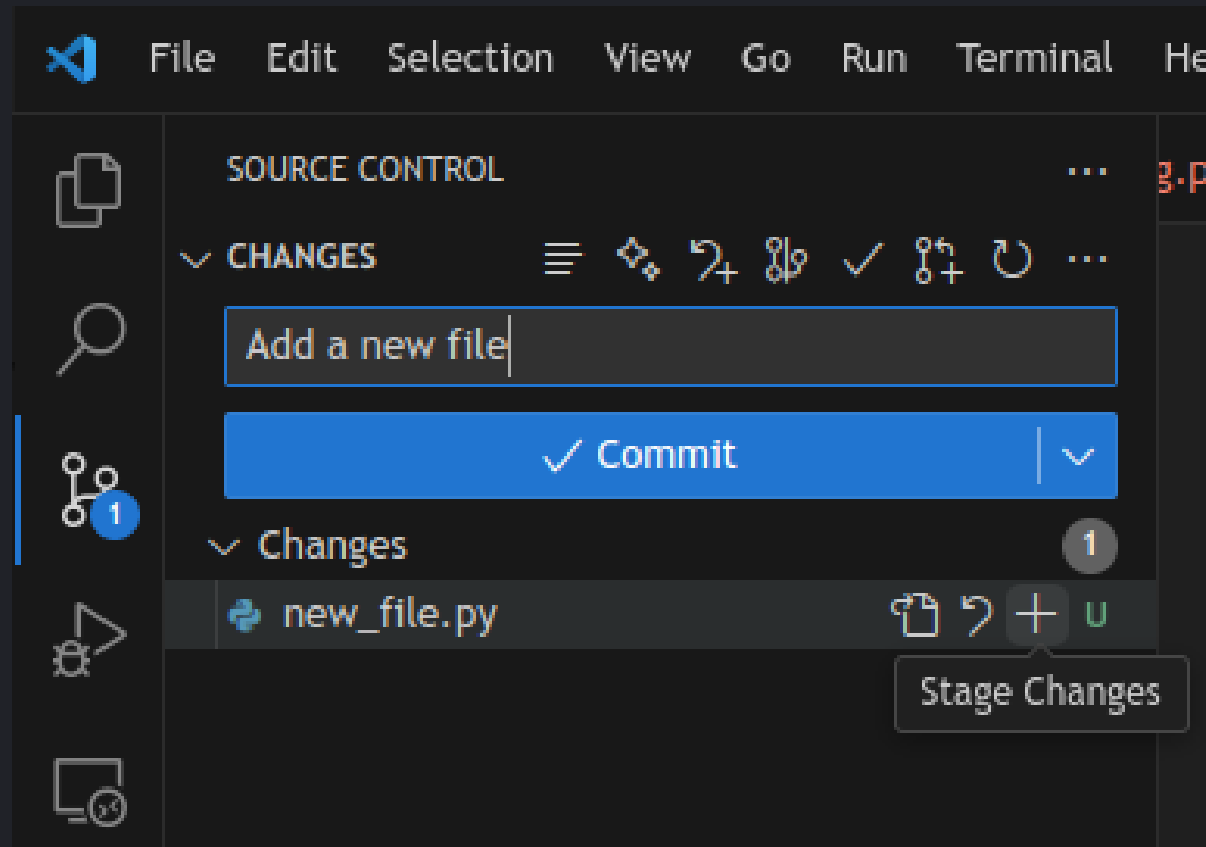 File Edit Selection View Go Run Terminal He
SOURCE CONTROL
g.p
CHANGES
Add a new file
Commit
1
Changes 1
new_file.py U
Stage Changes